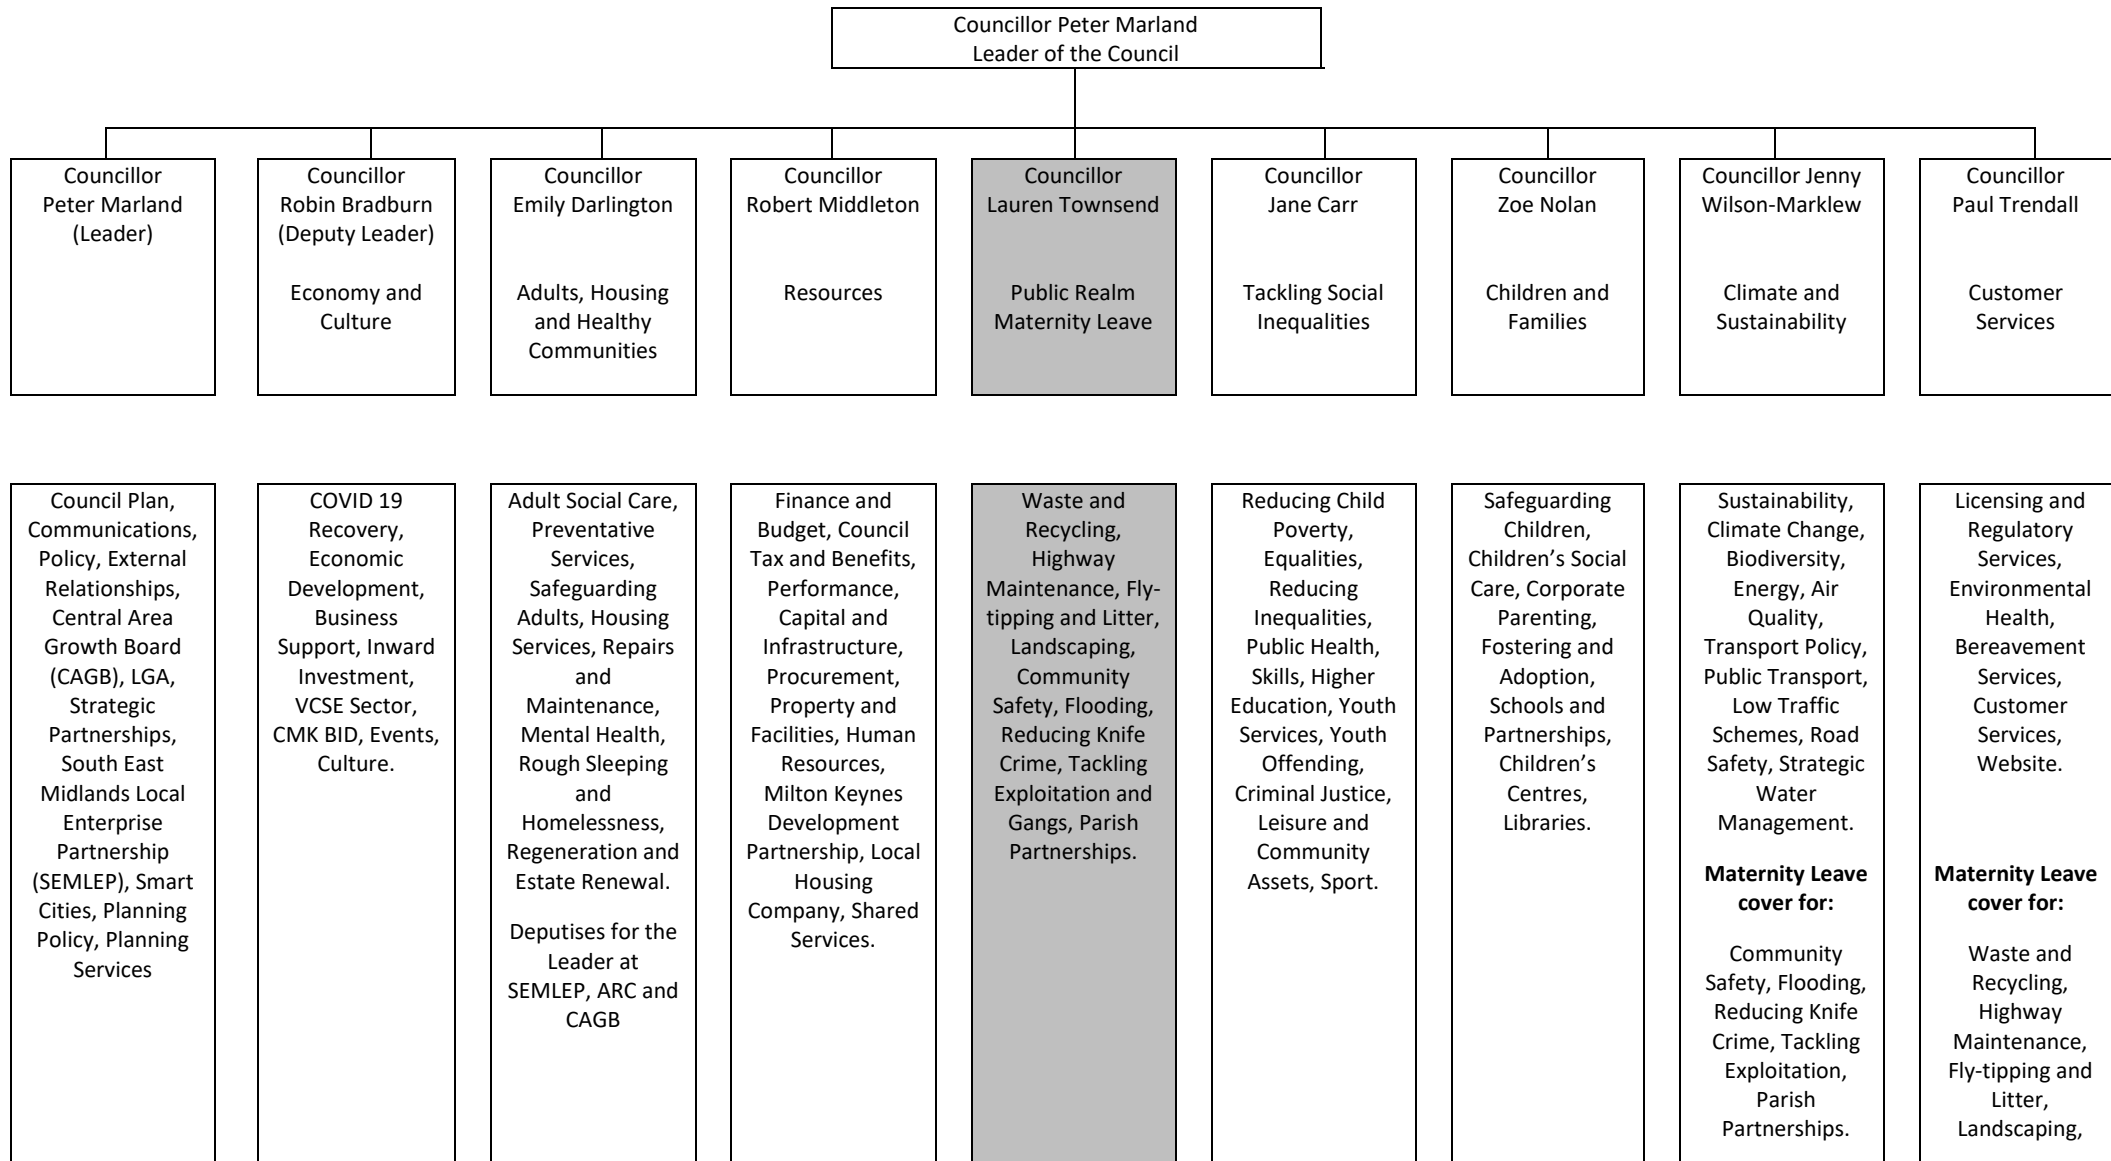 Councillor Peter Marland
Leader of the Council
Councillor
Peter Marland
(Leader)
Councillor
Robin Bradburn
(Deputy Leader)
Economy and
Culture
Councillor
Emily Darlington
Adults, Housing
and Healthy
Communities
Councillor
Robert Middleton
Resources
Councillor
Lauren Townsend
Public Realm
Maternity Leave
Councillor
Jane Carr
Tackling Social
Inequalities
Councillor
Zoe Nolan
Children and
Families
Councillor Jenny
Wilson-Marklew
Climate and
Sustainability
Councillor
Paul Trendall
Customer
Services
Council Plan,
Communications,
Policy, External
Relationships,
Central Area
Growth Board
(CAGB), LGA,
Strategic
Partnerships,
South East
Midlands Local
Enterprise
Partnership
(SEMLEP), Smart
Cities, Planning
Policy, Planning
Services
COVID 19
Recovery,
Economic
Development,
Business
Support, Inward
Investment,
VCSE Sector,
CMK BID, Events,
Culture.
Adult Social Care,
Preventative
Services,
Safeguarding
Adults, Housing
Services, Repairs
and
Maintenance,
Mental Health,
Rough Sleeping
and
Homelessness,
Regeneration and
Estate Renewal.
Deputises for the
Leader at
SEMLEP, ARC and
CAGB
Finance and
Budget, Council
Tax and Benefits,
Performance,
Capital and
Infrastructure,
Procurement,
Property and
Facilities, Human
Resources,
Milton Keynes
Development
Partnership, Local
Housing
Company, Shared
Services.
Waste and
Recycling,
Highway
Maintenance, Fly-
tipping and Litter,
Landscaping,
Community
Safety, Flooding,
Reducing Knife
Crime, Tackling
Exploitation and
Gangs, Parish
Partnerships.
Reducing Child
Poverty,
Equalities,
Reducing
Inequalities,
Public Health,
Skills, Higher
Education, Youth
Services, Youth
Offending,
Criminal Justice,
Leisure and
Community
Assets, Sport.
Safeguarding
Children,
Children’s Social
Care, Corporate
Parenting,
Fostering and
Adoption,
Schools and
Partnerships,
Children’s
Centres,
Libraries.
Sustainability,
Climate Change,
Biodiversity,
Energy, Air
Quality,
Transport Policy,
Public Transport,
Low Traffic
Schemes, Road
Safety, Strategic
Water
Management.
Maternity Leave
cover for:
Community
Safety, Flooding,
Reducing Knife
Crime, Tackling
Exploitation,
Parish
Partnerships.
Licensing and
Regulatory
Services,
Environmental
Health,
Bereavement
Services,
Customer
Services,
Website.
Maternity Leave
cover for:
Waste and
Recycling,
Highway
Maintenance,
Fly-tipping and
Litter,
Landscaping,